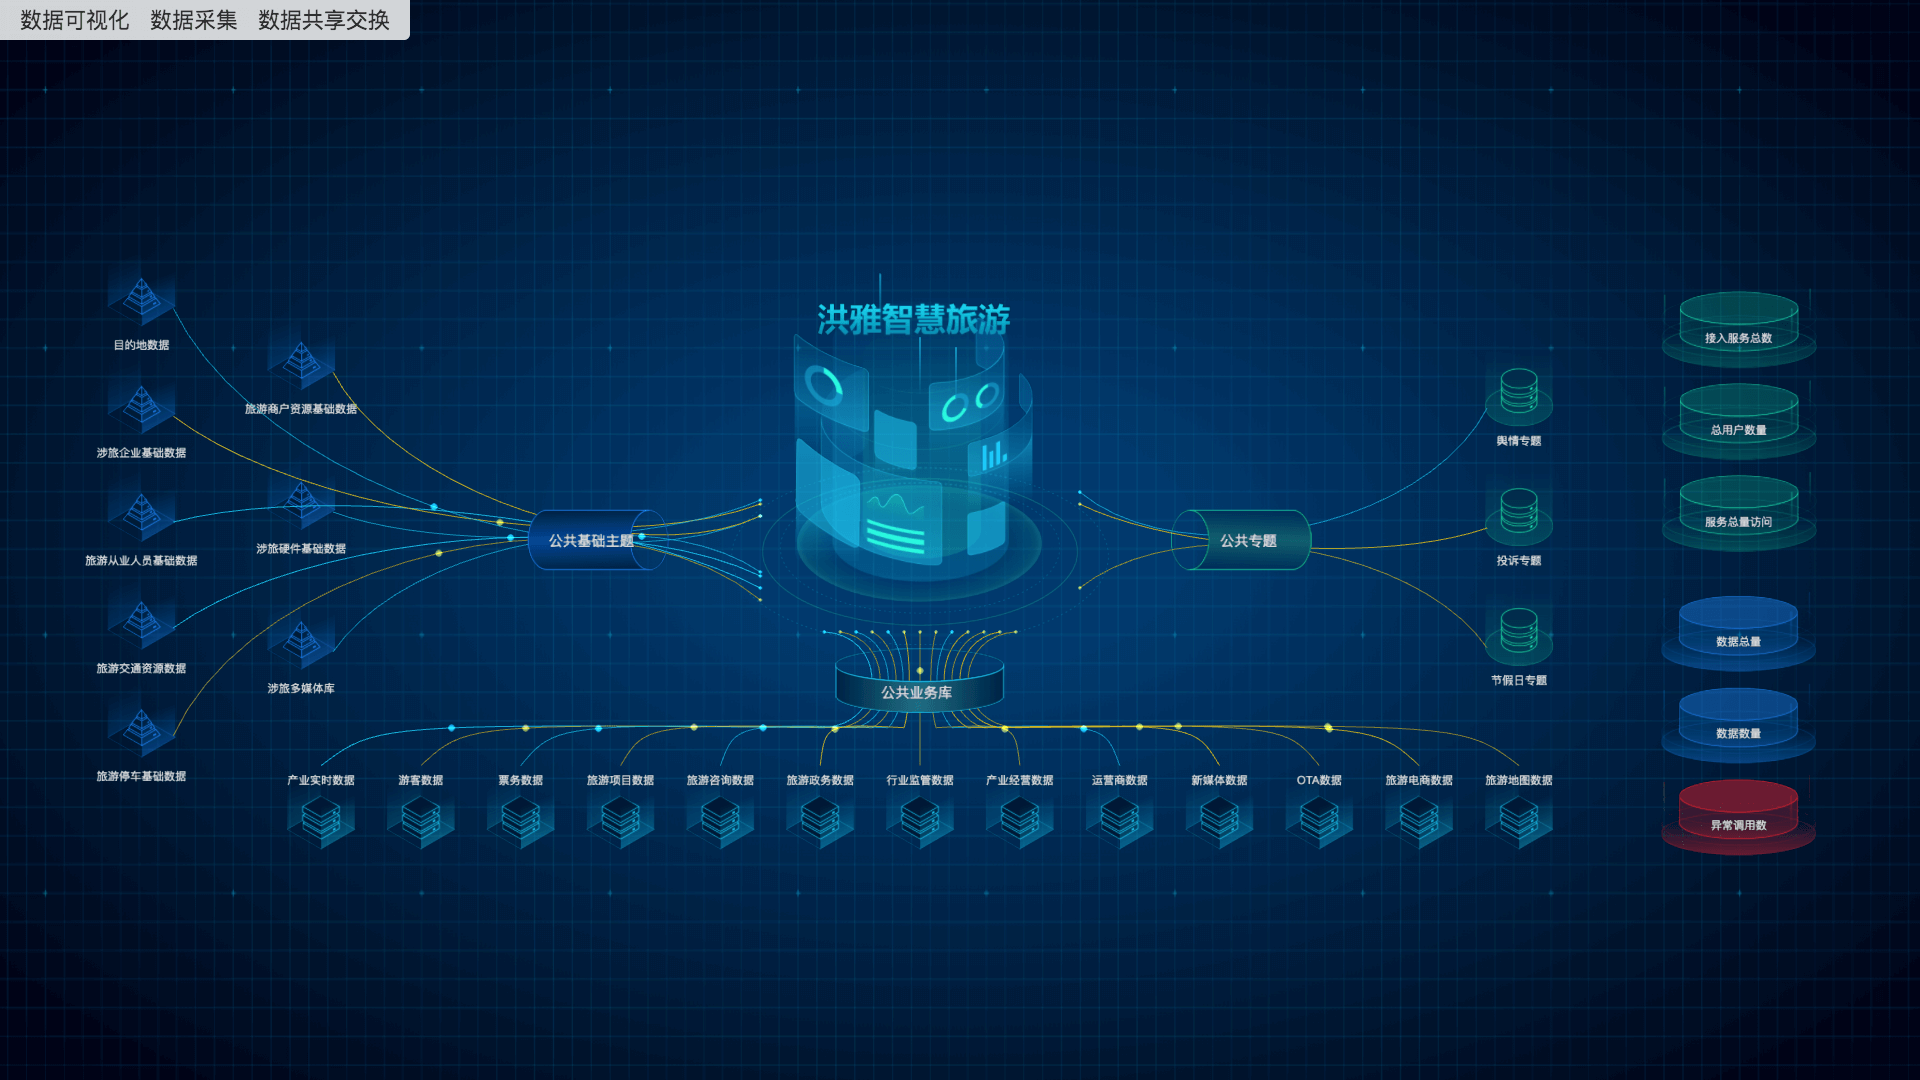 数据可视化 数据采集 数据共享交换
洪雅智慧旅游
目的地数据
旅游商户资源基础数据
涉旅企业基础数据
涉旅硬件基础数据
旅游从业人员基础数据
旅游交通资源数据
涉旅多媒体库
旅游停车基础数据
公共基础主题
公共专题
公共业务库
舆情专题
投诉专题
节假日专题
产业实时数据
游客数据
票务数据
旅游项目数据
旅游咨询数据
旅游政务数据
行业监管数据
产业经营数据
运营商数据
新媒体数据
OTA数据
旅游电商数据
旅游地图数据
接入服务总数
总用户数量
服务总量访问
数据总量
数据数量
异常调用数